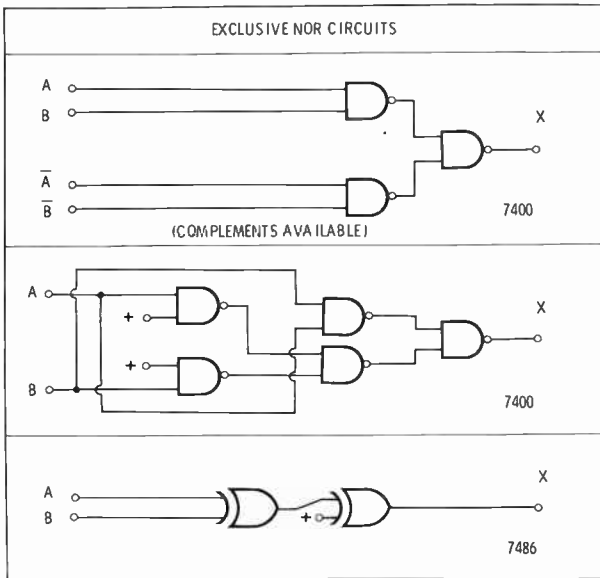 EXCLUSIVE NOR CIRCUITS
A
B
X
A̅
B̅
7400
(COMPLEMENTS AVAILABLE)
A
+
+
B
X
7400
A
B
+
X
7486